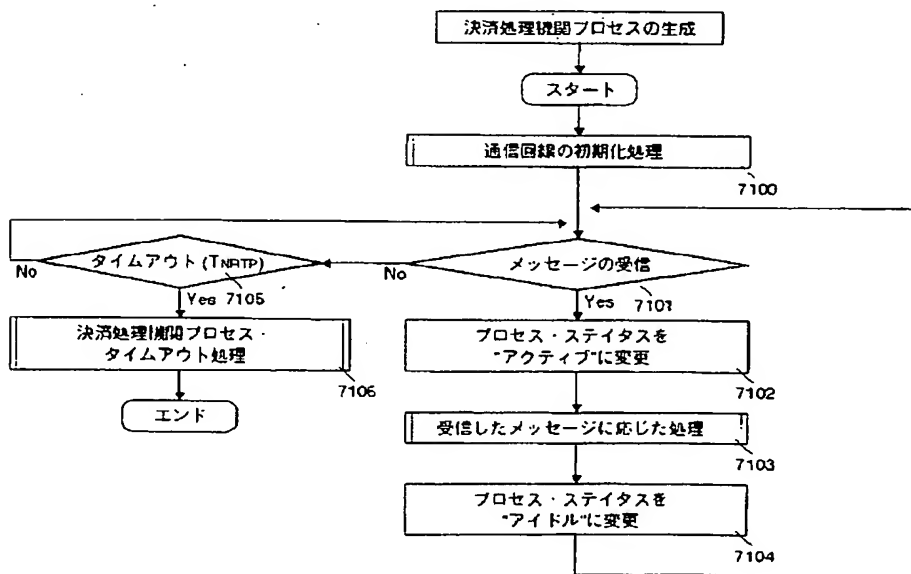 決済処理機関プロセスの生成
スタート
通信回線の初期化処理
7100
No
タイムアウト (TNRTP)
No
メッセージの受信
7105
7101
Yes
Yes
決済処理機関プロセス・
タイムアウト処理
7106
プロセス・ステイタスを
"アクティブ"に変更
7102
エンド
受信したメッセージに応じた処理
7103
プロセス・ステイタスを
"アイドル"に変更
7104